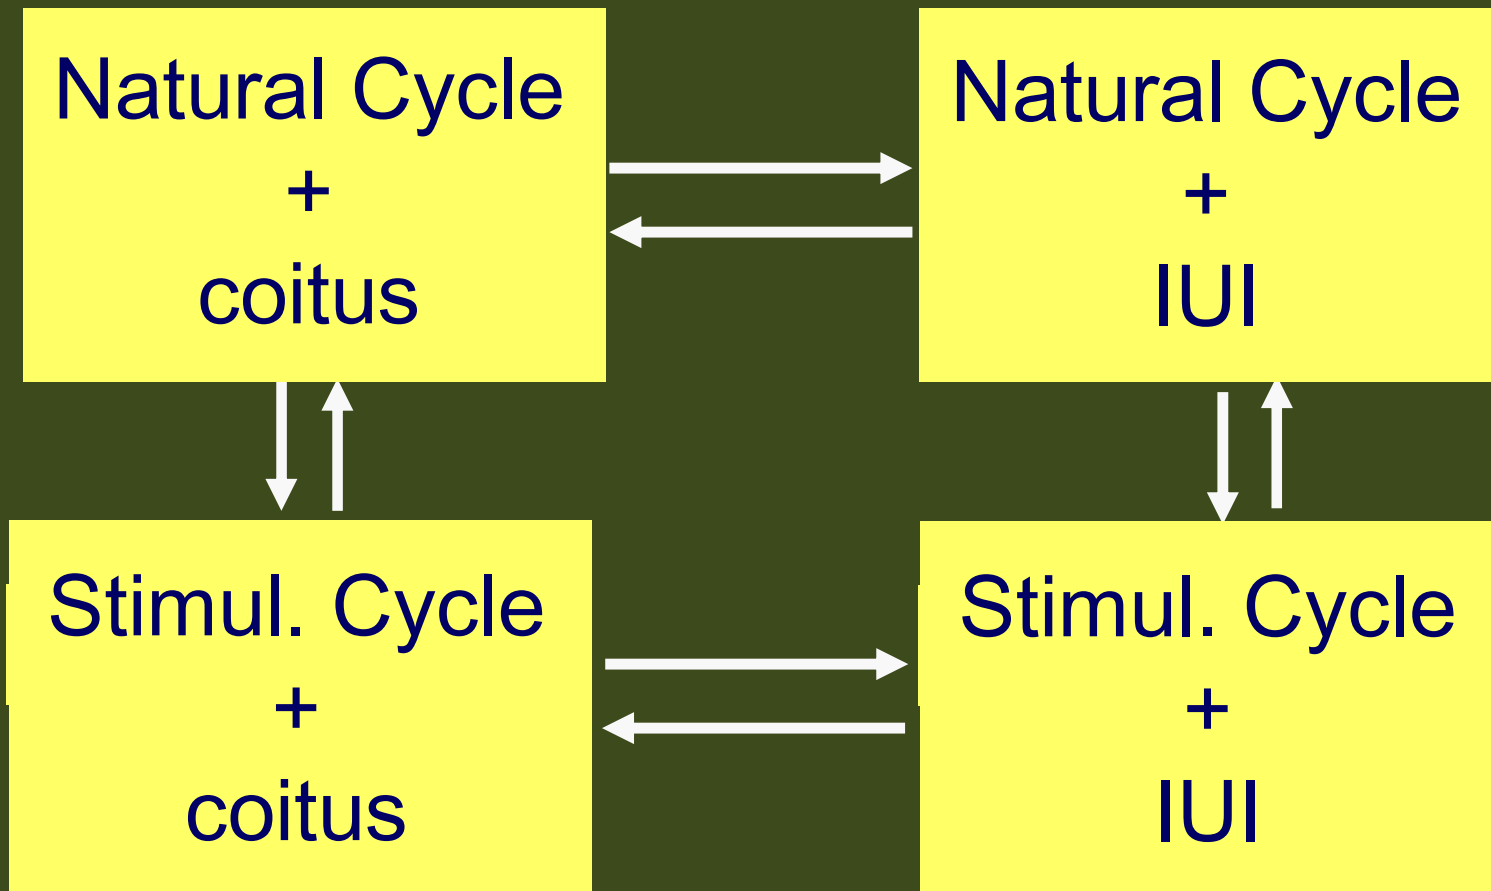 Natural Cycle
+
coitus
Natural Cycle
+
IUI
Stimul. Cycle
+
coitus
Stimul. Cycle
+
IUI